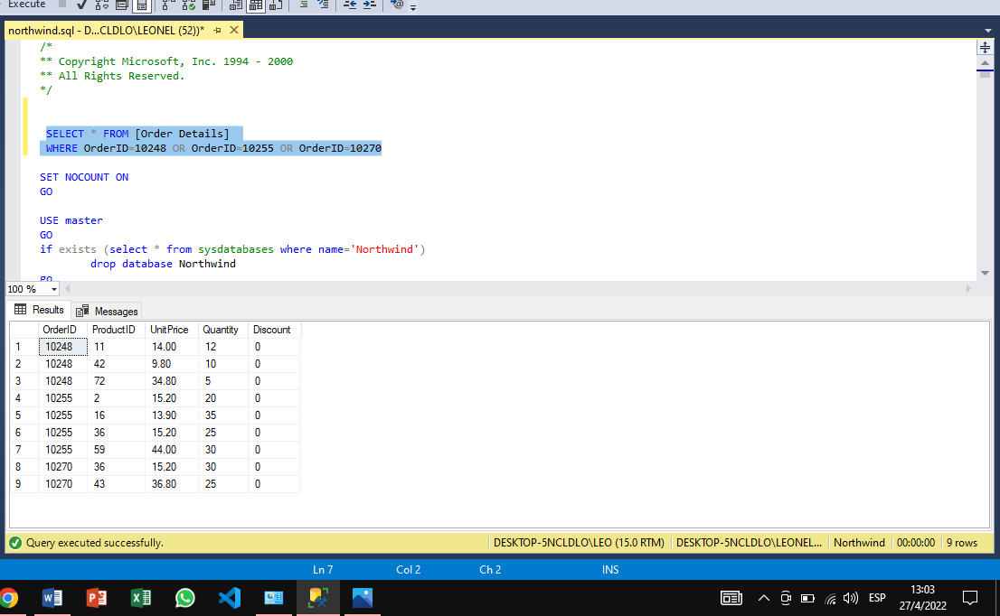 Execute
northwind.sql - D...CLDLO\LEONEL (52))*
/*
** Copyright Microsoft, Inc. 1994 - 2000
** All Rights Reserved.
*/
SELECT * FROM [Order Details]
WHERE OrderID=10248 OR OrderID=10255 OR OrderID=10270
SET NOCOUNT ON
GO
USE master
GO
if exists (select * from sysdatabases where name='Northwind')
drop database Northwind
go
100 %
Results Messages
OrderID ProductID UnitPrice Quantity Discount
1 10248 11 14.00 12 0
2 10248 42 9.80 10 0
3 10248 72 34.80 5 0
4 10255 2 15.20 20 0
5 10255 16 13.90 35 0
6 10255 36 15.20 25 0
7 10255 59 44.00 30 0
8 10270 36 15.20 30 0
9 10270 43 36.80 25 0
Query executed successfully. DESKTOP-5NCLDLO\LEO (15.0 RTM) DESKTOP-5NCLDLO\LEONEL... Northwind 00:00:00 9 rows
Ln 7 Col 2 Ch 2 INS
ESP
13:03
27/4/2022